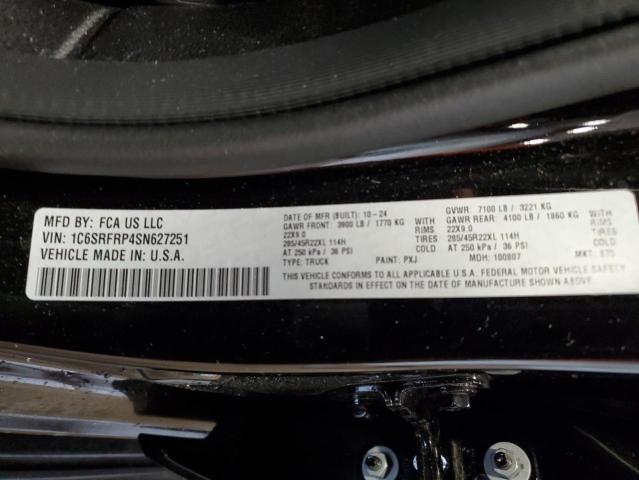 MFD BY: FCA US LLC
VIN: 1C6SRFRP4SN627251
VEHICLE MADE IN: U.S.A.
DATE OF MFR (BUILT): 10-24 GVWR: 7100 LB / 3221 KG
GAWR FRONT: 3900 LB / 1770 KG WITH GAWR REAR: 4100 LB / 1860 KG WITH
22X9.0 RIMS 22X9.0 RIMS
285/45R22XL 114H TIRES 285/45R22XL 114H TIRES
AT 250 kPa / 36 PSI COLD AT 250 kPa / 36 PSI COLD
TYPE: TRUCK PAINT: PXJ MDH: 100807 MKT: 875
THIS VEHICLE CONFORMS TO ALL APPLICABLE U.S.A. FEDERAL MOTOR VEHICLE SAFETY
STANDARDS IN EFFECT ON THE DATE OF MANUFACTURE SHOWN ABOVE.